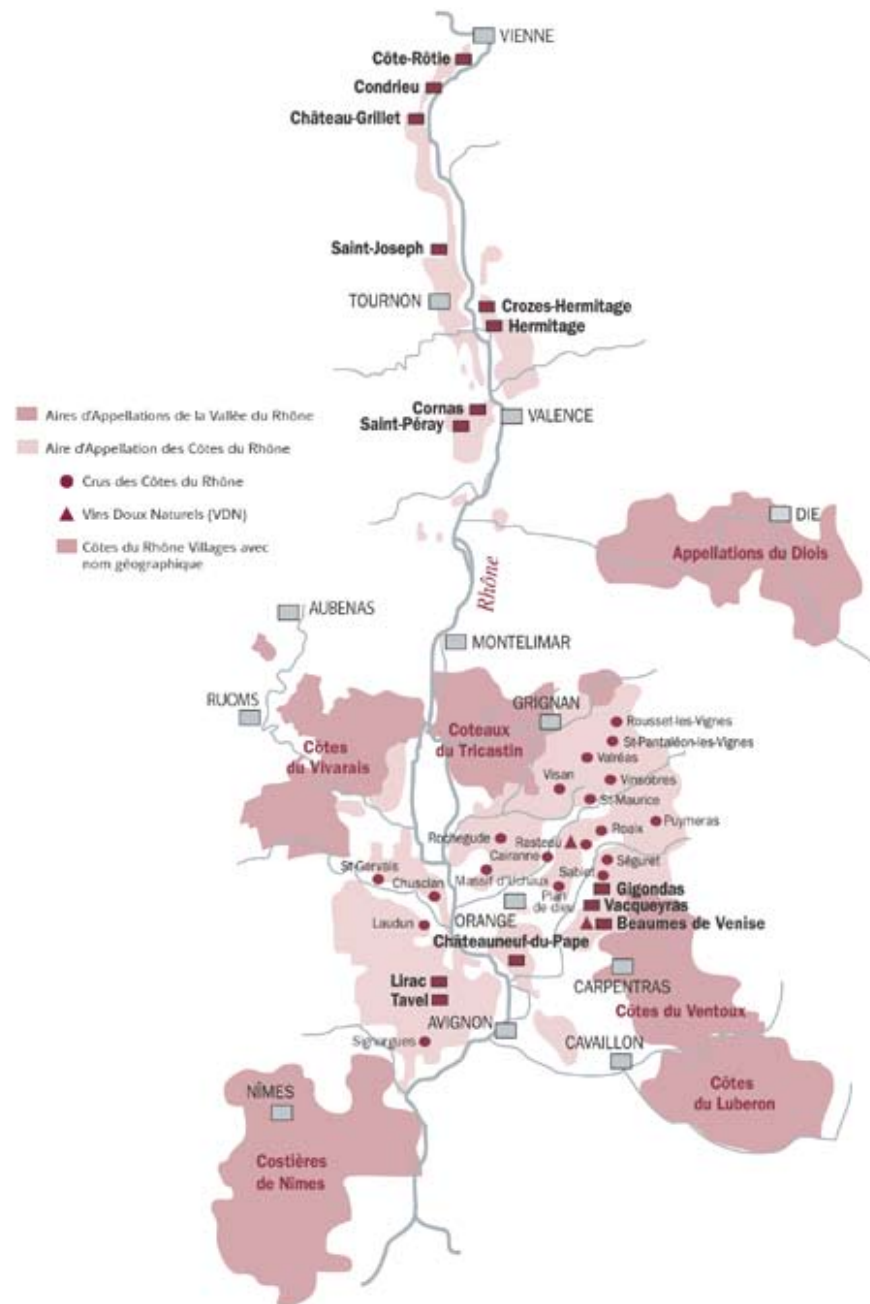 VIENNE
Côte-Rôtie
Condrieu
Château-Grillet
Saint-Joseph
TOURNON
Crozes-Hermitage
Hermitage
Cornas
Saint-Péray
VALENCE
Aires d'Appellations de la Vallée du Rhône
Aire d'Appellation des Côtes du Rhône
Crus des Côtes du Rhône
Vins Doux Naturels (VDN)
Côtes du Rhône Villages avec
nom géographique
DIE
Appellations du Diois
Rhône
AUBENAS
MONTELIMAR
RUOMS
GRIGNAN
Côtes
du Vivarais
Coteaux
du Tricastin
Rousset-les-Vignes
St-Pantaléon-les-Vignes
Valréas
Visan
Vinsobres
St-Maurice
Puymeras
Rochegude
Rasteau
Roaix
Cairanne
Séguret
St-Gervais
Massif d'Uchaux
Sablet
Chusclan
Plan
de dieu
Gigondas
Laudun
ORANGE
Vacqueyras
Beaumes de Venise
Châteauneuf-du-Pape
Lirac
Tavel
CARPENTRAS
Côtes du Ventoux
AVIGNON
Signargues
CAVAILLON
NÎMES
Côtes
du Luberon
Costières
de Nîmes